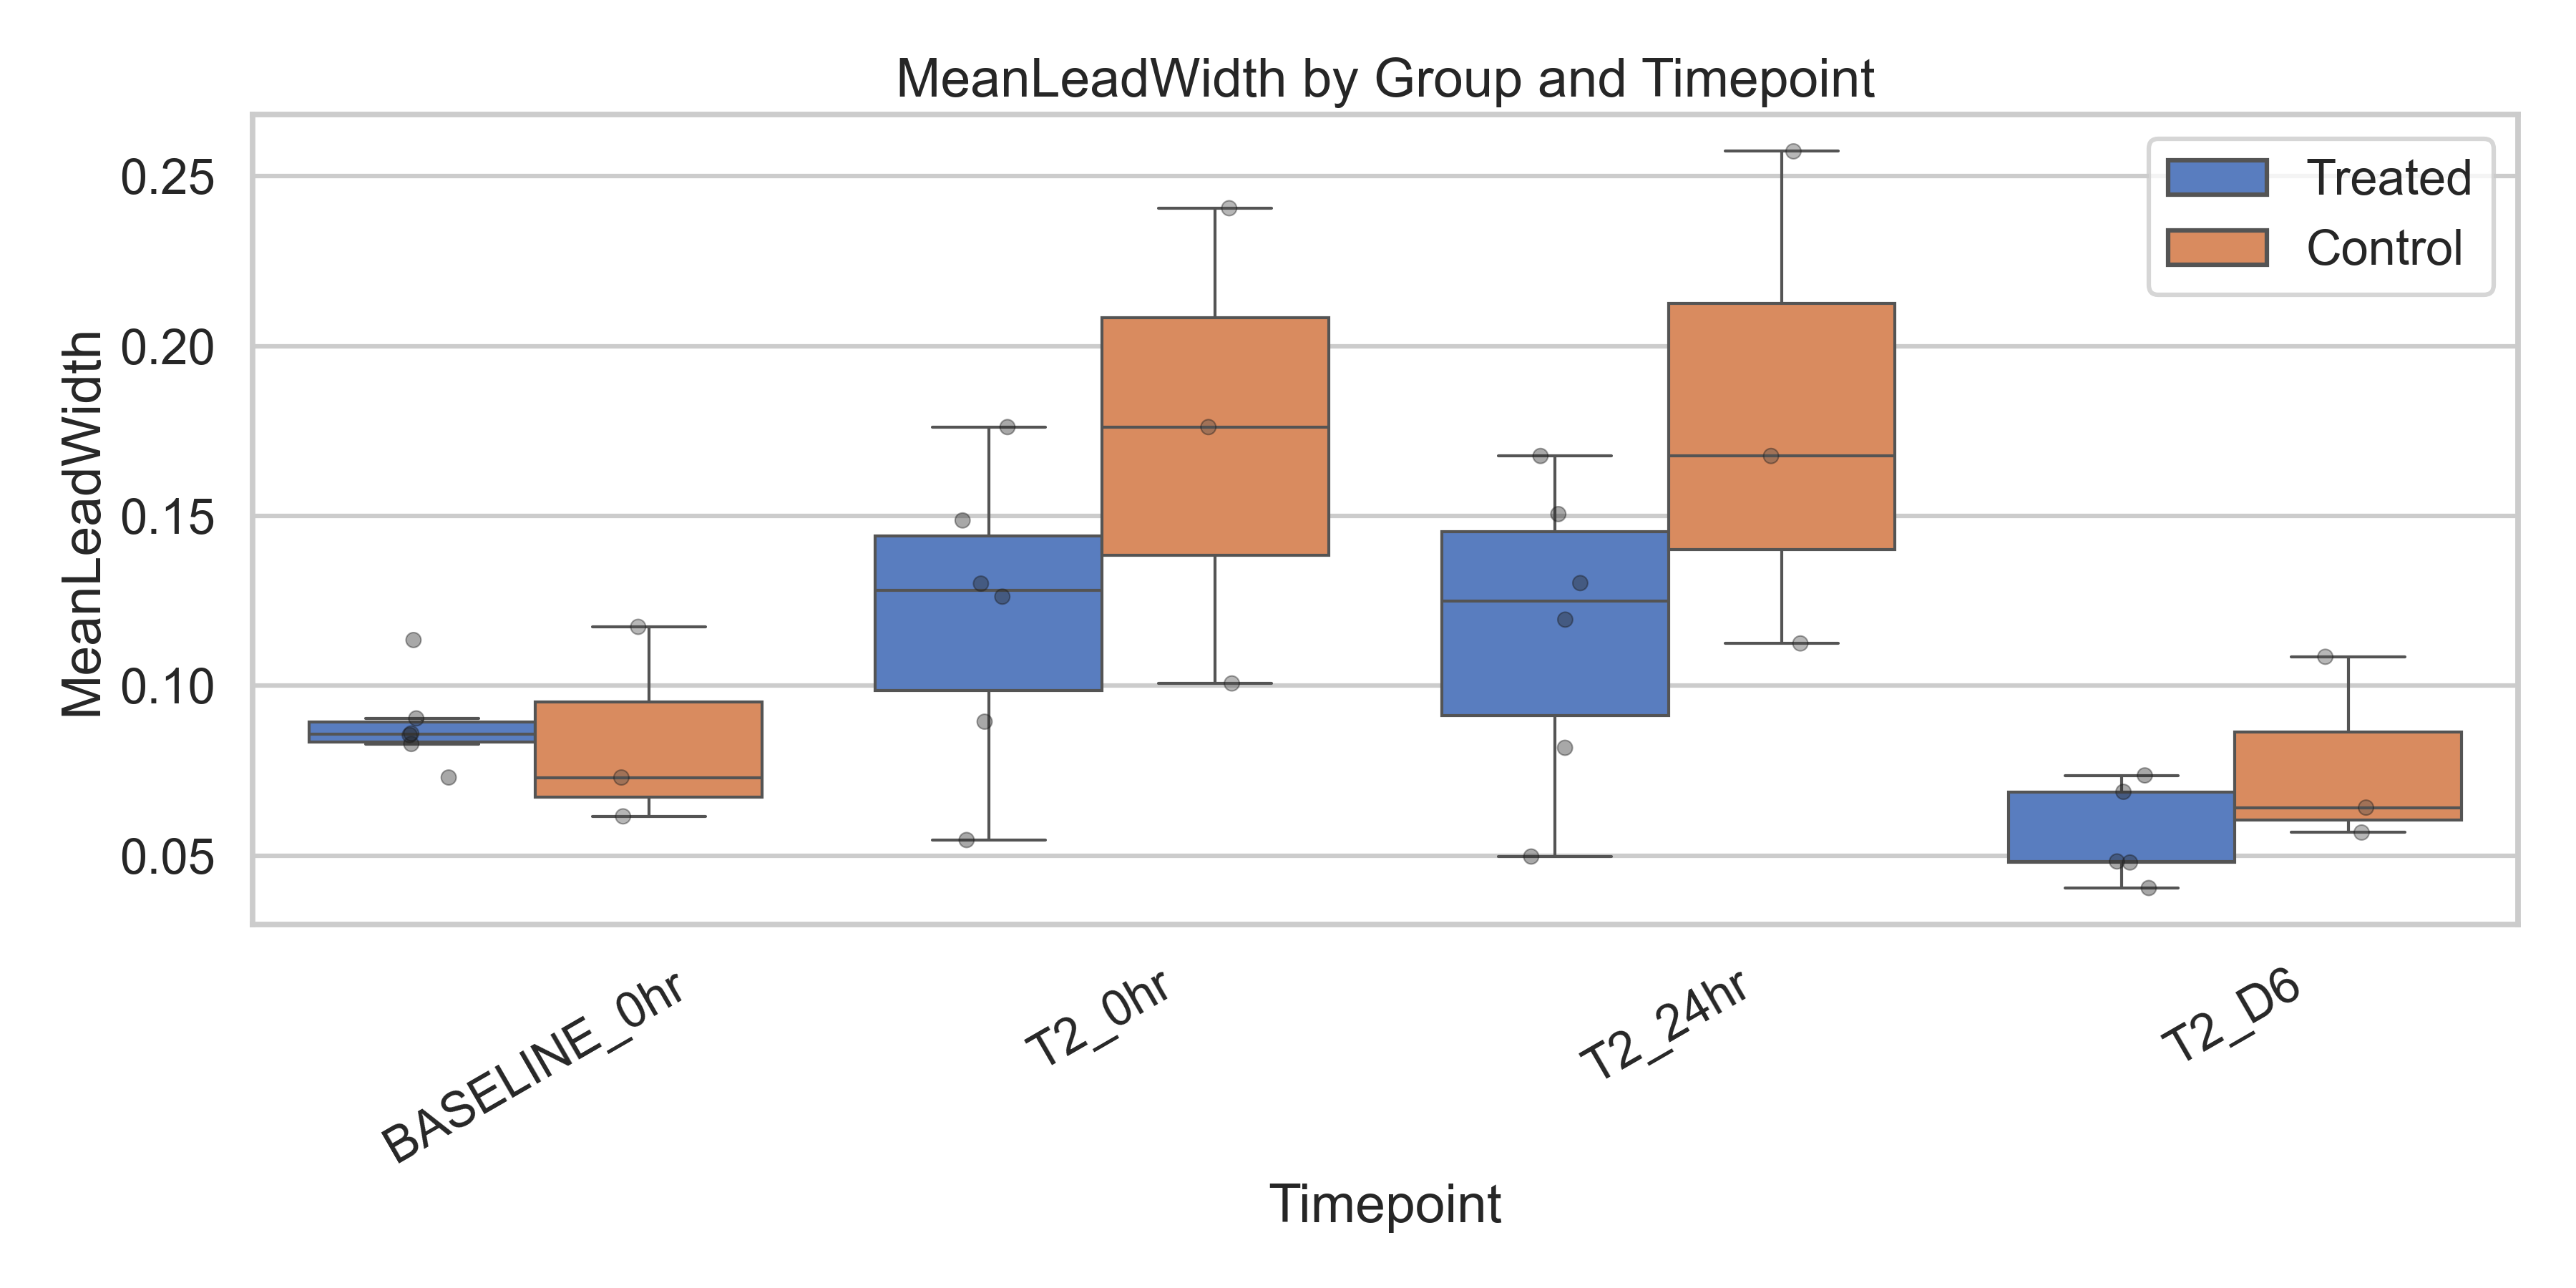 MeanLeadWidth by Group and Timepoint
MeanLeadWidth
0.25
0.20
0.15
0.10
0.05
Treated
Control
BASELINE_0hr
T2_0hr
T2_24hr
T2_D6
Timepoint